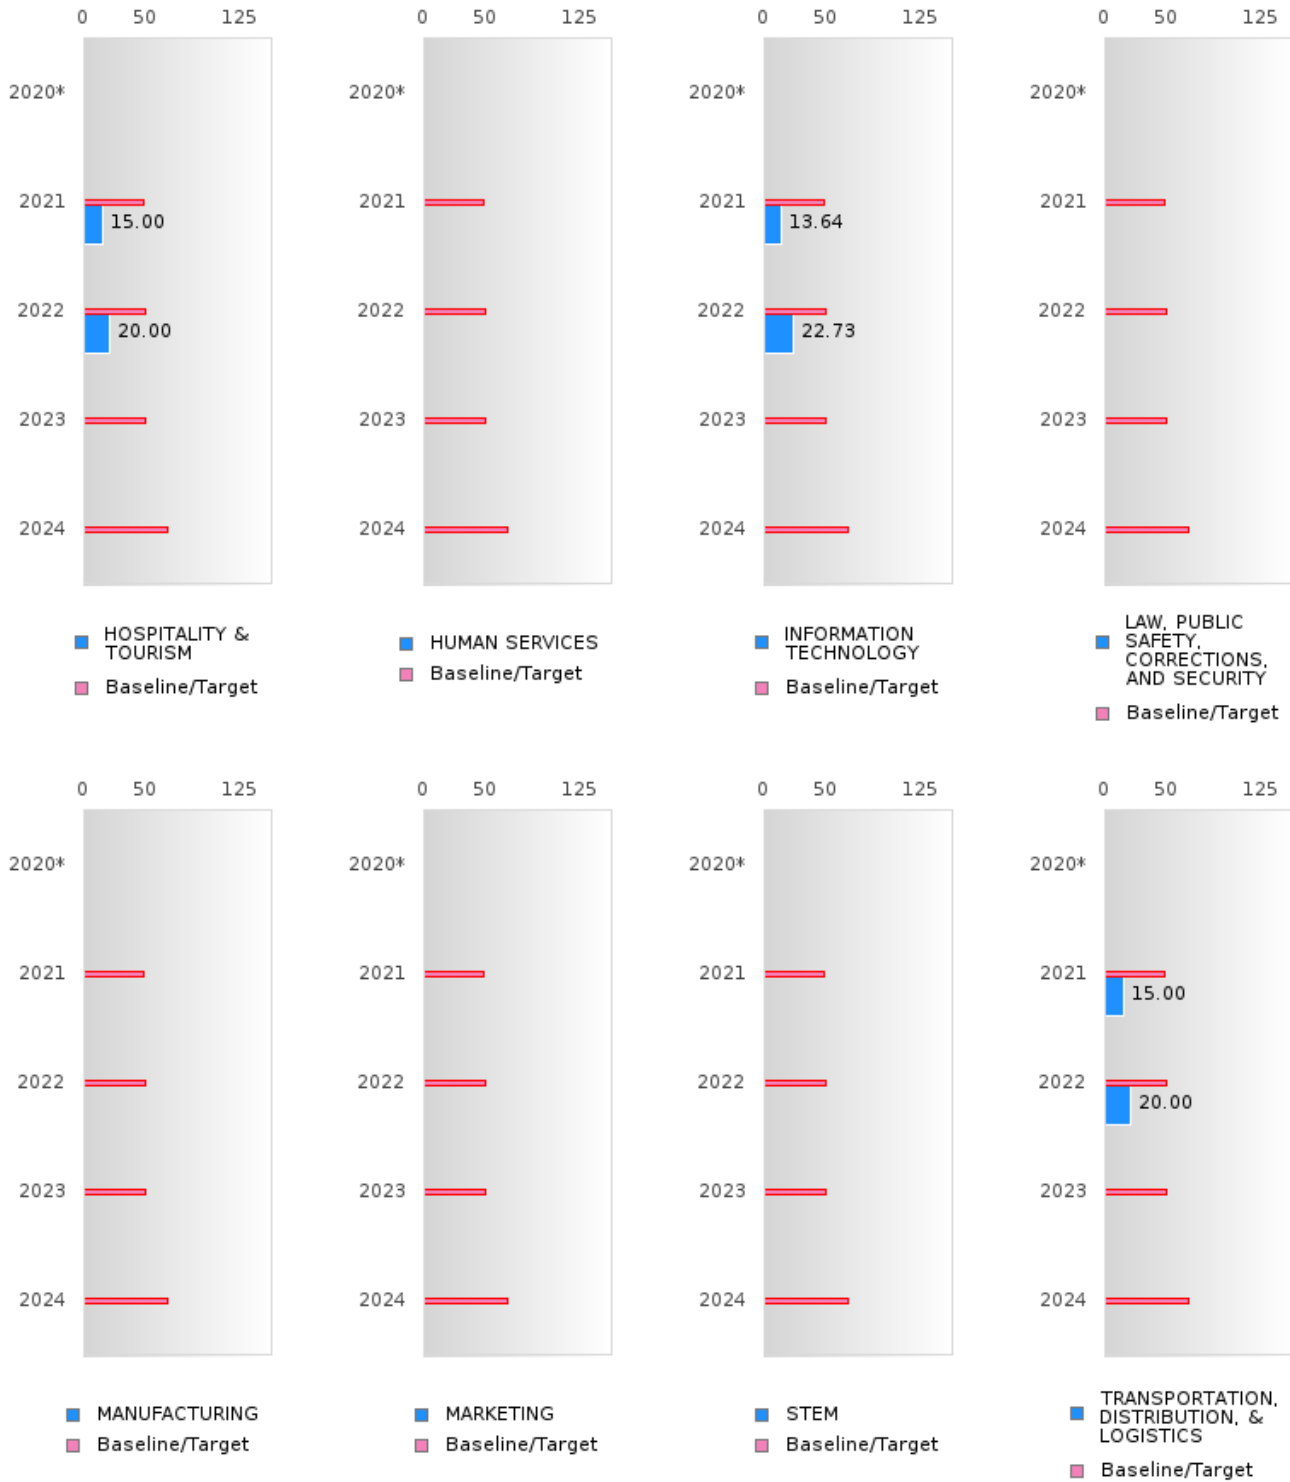 0 50 125
2020*
2021
15.00
2022
20.00
2023
2024
HOSPITALITY &
TOURISM
Baseline/Target
0 50 125
2020*
2021
2022
2023
2024
HUMAN SERVICES
Baseline/Target
0 50 125
2020*
2021
13.64
2022
22.73
2023
2024
INFORMATION
TECHNOLOGY
Baseline/Target
0 50 125
2020*
2021
2022
2023
2024
LAW, PUBLIC
SAFETY,
CORRECTIONS,
AND SECURITY
Baseline/Target
0 50 125
2020*
2021
2022
2023
2024
MANUFACTURING
Baseline/Target
0 50 125
2020*
2021
2022
2023
2024
MARKETING
Baseline/Target
0 50 125
2020*
2021
2022
2023
2024
STEM
Baseline/Target
0 50 125
2020*
2021
15.00
2022
20.00
2023
2024
TRANSPORTATION,
DISTRIBUTION, &
LOGISTICS
Baseline/Target